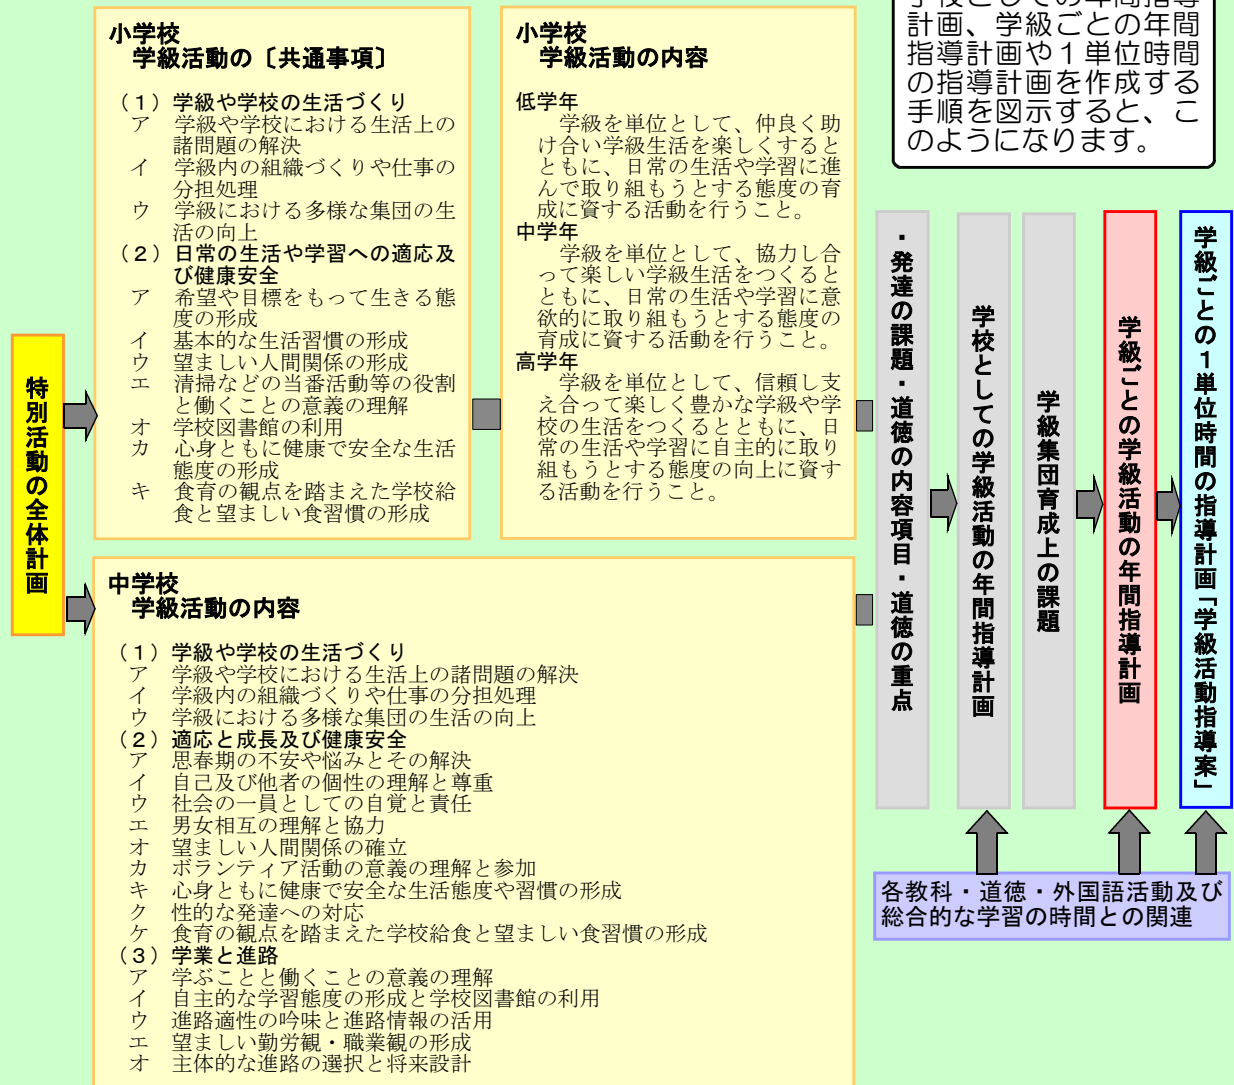 学校としての年間指導
計画、学級ごとの年間
指導計画や1単位時間
の指導計画を作成する
手順を図示すると、こ
のようになります。
特別活動の全体計画
小学校
学級活動の〔共通事項〕
（1）学級や学校の生活づくり
ア 学級や学校における生活上の
諸問題の解決
イ 学級内の組織づくりや仕事の
分担処理
ウ 学級における多様な集団の生
活の向上
（2）日常の生活や学習への適応及
び健康安全
ア 希望や目標をもって生きる態
度の形成
イ 基本的な生活習慣の形成
ウ 望ましい人間関係の形成
エ 清掃などの当番活動等の役割
と働くことの意義の理解
オ 学校図書館の利用
カ 心身ともに健康で安全な生活
態度の形成
キ 食育の観点を踏まえた学校給
食と望ましい食習慣の形成
小学校
学級活動の内容
低学年
学級を単位として、仲良く助
け合い学級生活を楽しくすると
ともに、日常の生活や学習に進
んで取り組もうとする態度の育
成に資する活動を行うこと。
中学年
学級を単位として、協力し合
って楽しい学級生活をつくると
ともに、日常の生活や学習に意
欲的に取り組もうとする態度の
育成に資する活動を行うこと。
高学年
学級を単位として、信頼し支
え合って楽しく豊かな学級や学
校の生活をつくるとともに、日
常の生活や学習に自主的に取り
組もうとする態度の向上に資す
る活動を行うこと。
中学校
学級活動の内容
（1）学級や学校の生活づくり
ア 学級や学校における生活上の諸問題の解決
イ 学級内の組織づくりや仕事の分担処理
ウ 学級における多様な集団の生活の向上
（2）適応と成長及び健康安全
ア 思春期の不安や悩みとその解決
イ 自己及び他者の個性の理解と尊重
ウ 社会の一員としての自覚と責任
エ 男女相互の理解と協力
オ 望ましい人間関係の確立
カ ボランティア活動の意義の理解と参加
キ 心身ともに健康で安全な生活態度や習慣の形成
ク 性的な発達への対応
ケ 食育の観点を踏まえた学校給食と望ましい食習慣の形成
（3）学業と進路
ア 学ぶことと働くことの意義の理解
イ 自主的な学習態度の形成と学校図書館の利用
ウ 進路適性の吟味と進路情報の活用
エ 望ましい勤労観・職業観の形成
オ 主体的な進路の選択と将来設計
・発達の課題・道徳の内容項目・道徳の重点
学校としての学級活動の年間指導計画
学級集団育成上の課題
学級ごとの学級活動の年間指導計画
学級ごとの1単位時間の指導計画「学級活動指導案」
各教科・道徳・外国語活動及び
総合的な学習の時間との関連